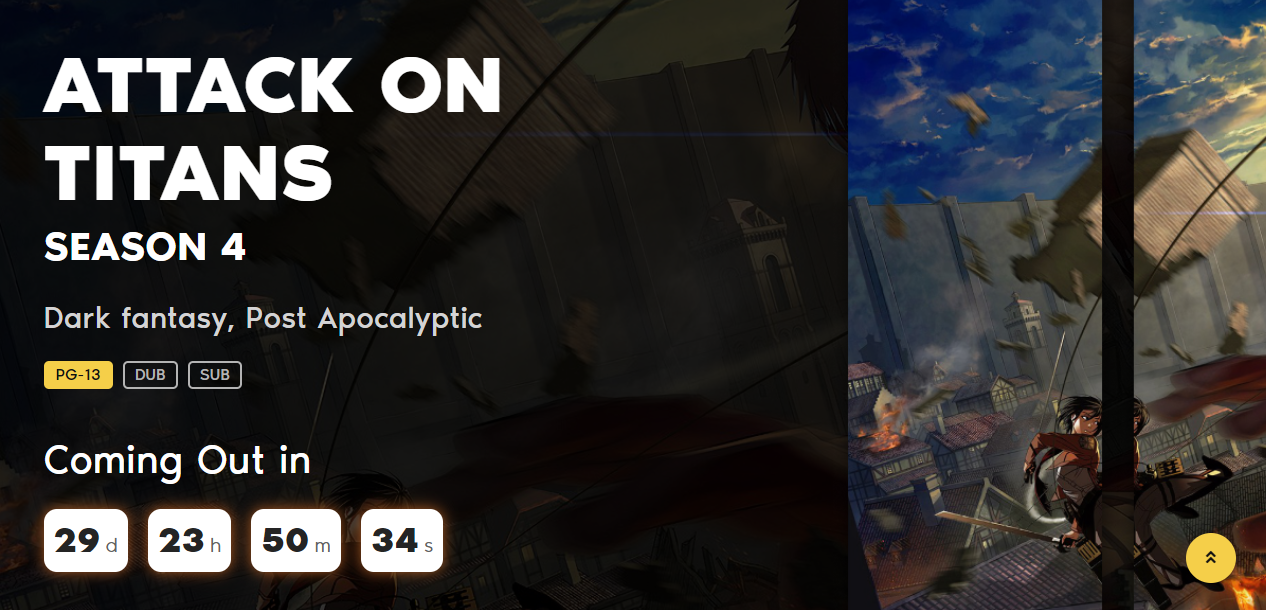 ATTACK ON
TITANS
SEASON 4
Dark fantasy, Post Apocalyptic
PG-13 DUB SUB
Coming Out in
29 d 23 h 50 m 34 s